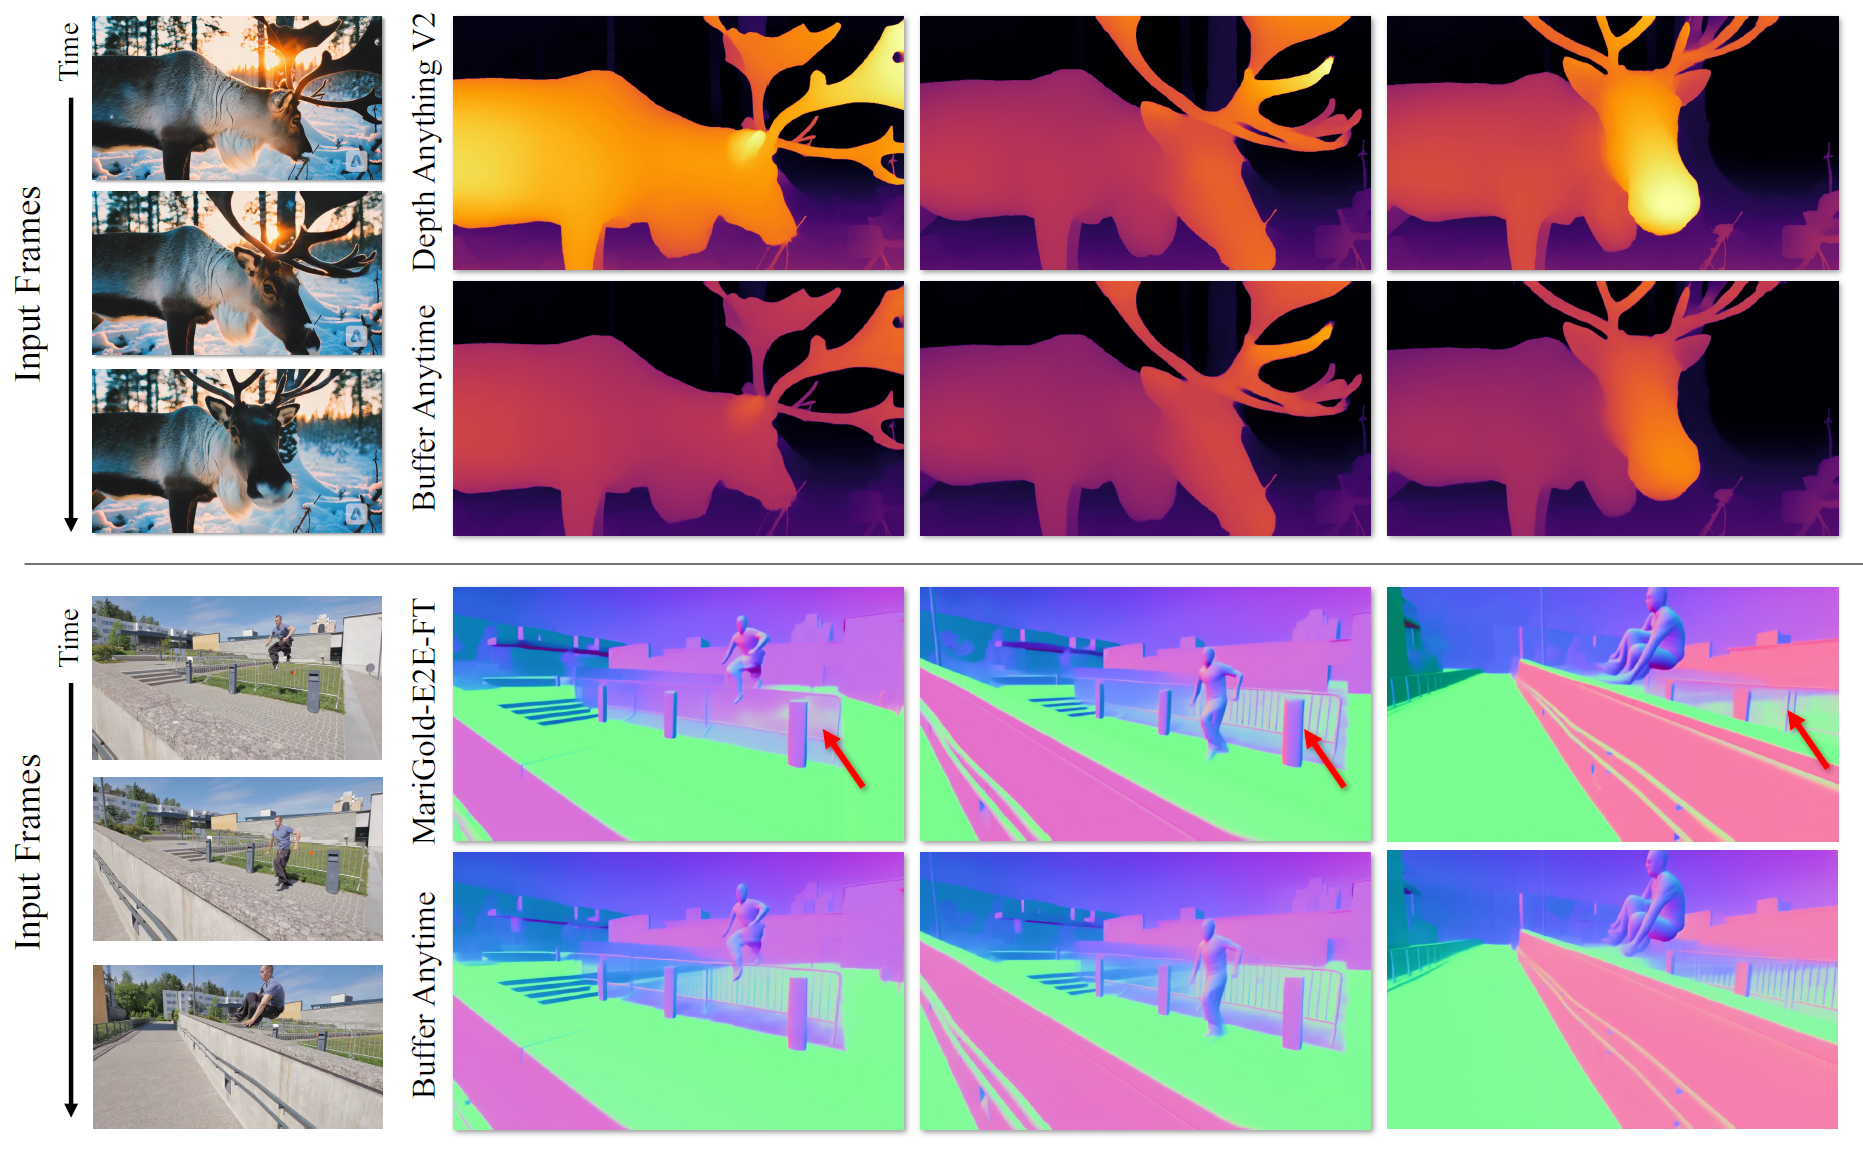 Time
Input Frames
Depth Anything V2
Buffer Anytime
Time
Input Frames
MariGold-E2E-FT
Buffer Anytime